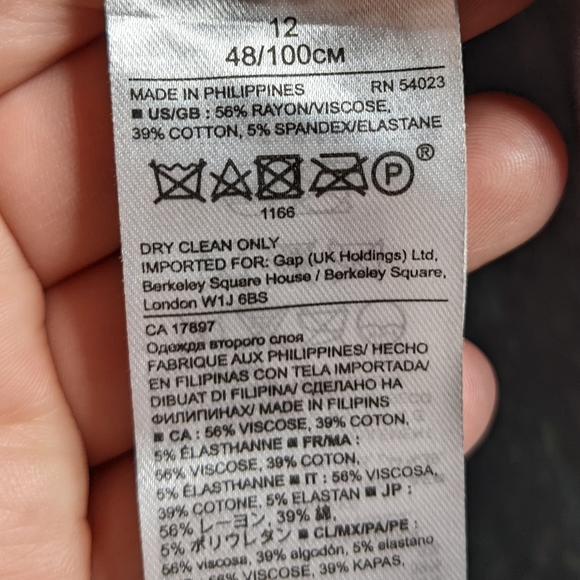 12
48/100CM
MADE IN PHILIPPINES RN 54023
■ US/GB : 56% RAYON/VISCOSE,
39% COTTON, 5% SPANDEX/ELASTANE
P ®
1166
DRY CLEAN ONLY
IMPORTED FOR: Gap (UK Holdings) Ltd,
Berkeley Square House / Berkeley Square,
London W1J 6BS
CA 17897
Одежда второго слоя
FABRIQUE AUX PHILIPPINES/ HECHO
EN FILIPINAS CON TELA IMPORTADA/
DIBUAT DI FILIPINA/ СДЕЛАНО НА
ФИЛИПИНАХ/ MADE IN FILIPINS
■ CA : 56% VISCOSE, 39% COTON,
5% ÉLASTHANNE ■ FR/MA :
56% VISCOSE, 39% COTON,
5% ÉLASTHANNE ■ IT : 56% VISCOSA,
39% COTONE, 5% ELASTAN ■ JP :
56% レーヨン, 39% 綿,
5% ポリウレタン ■ CL/MX/PA/PE :
56% viscosa, 39% algodón, 5% elastano
56% VISCOSE, 39% KAPAS,